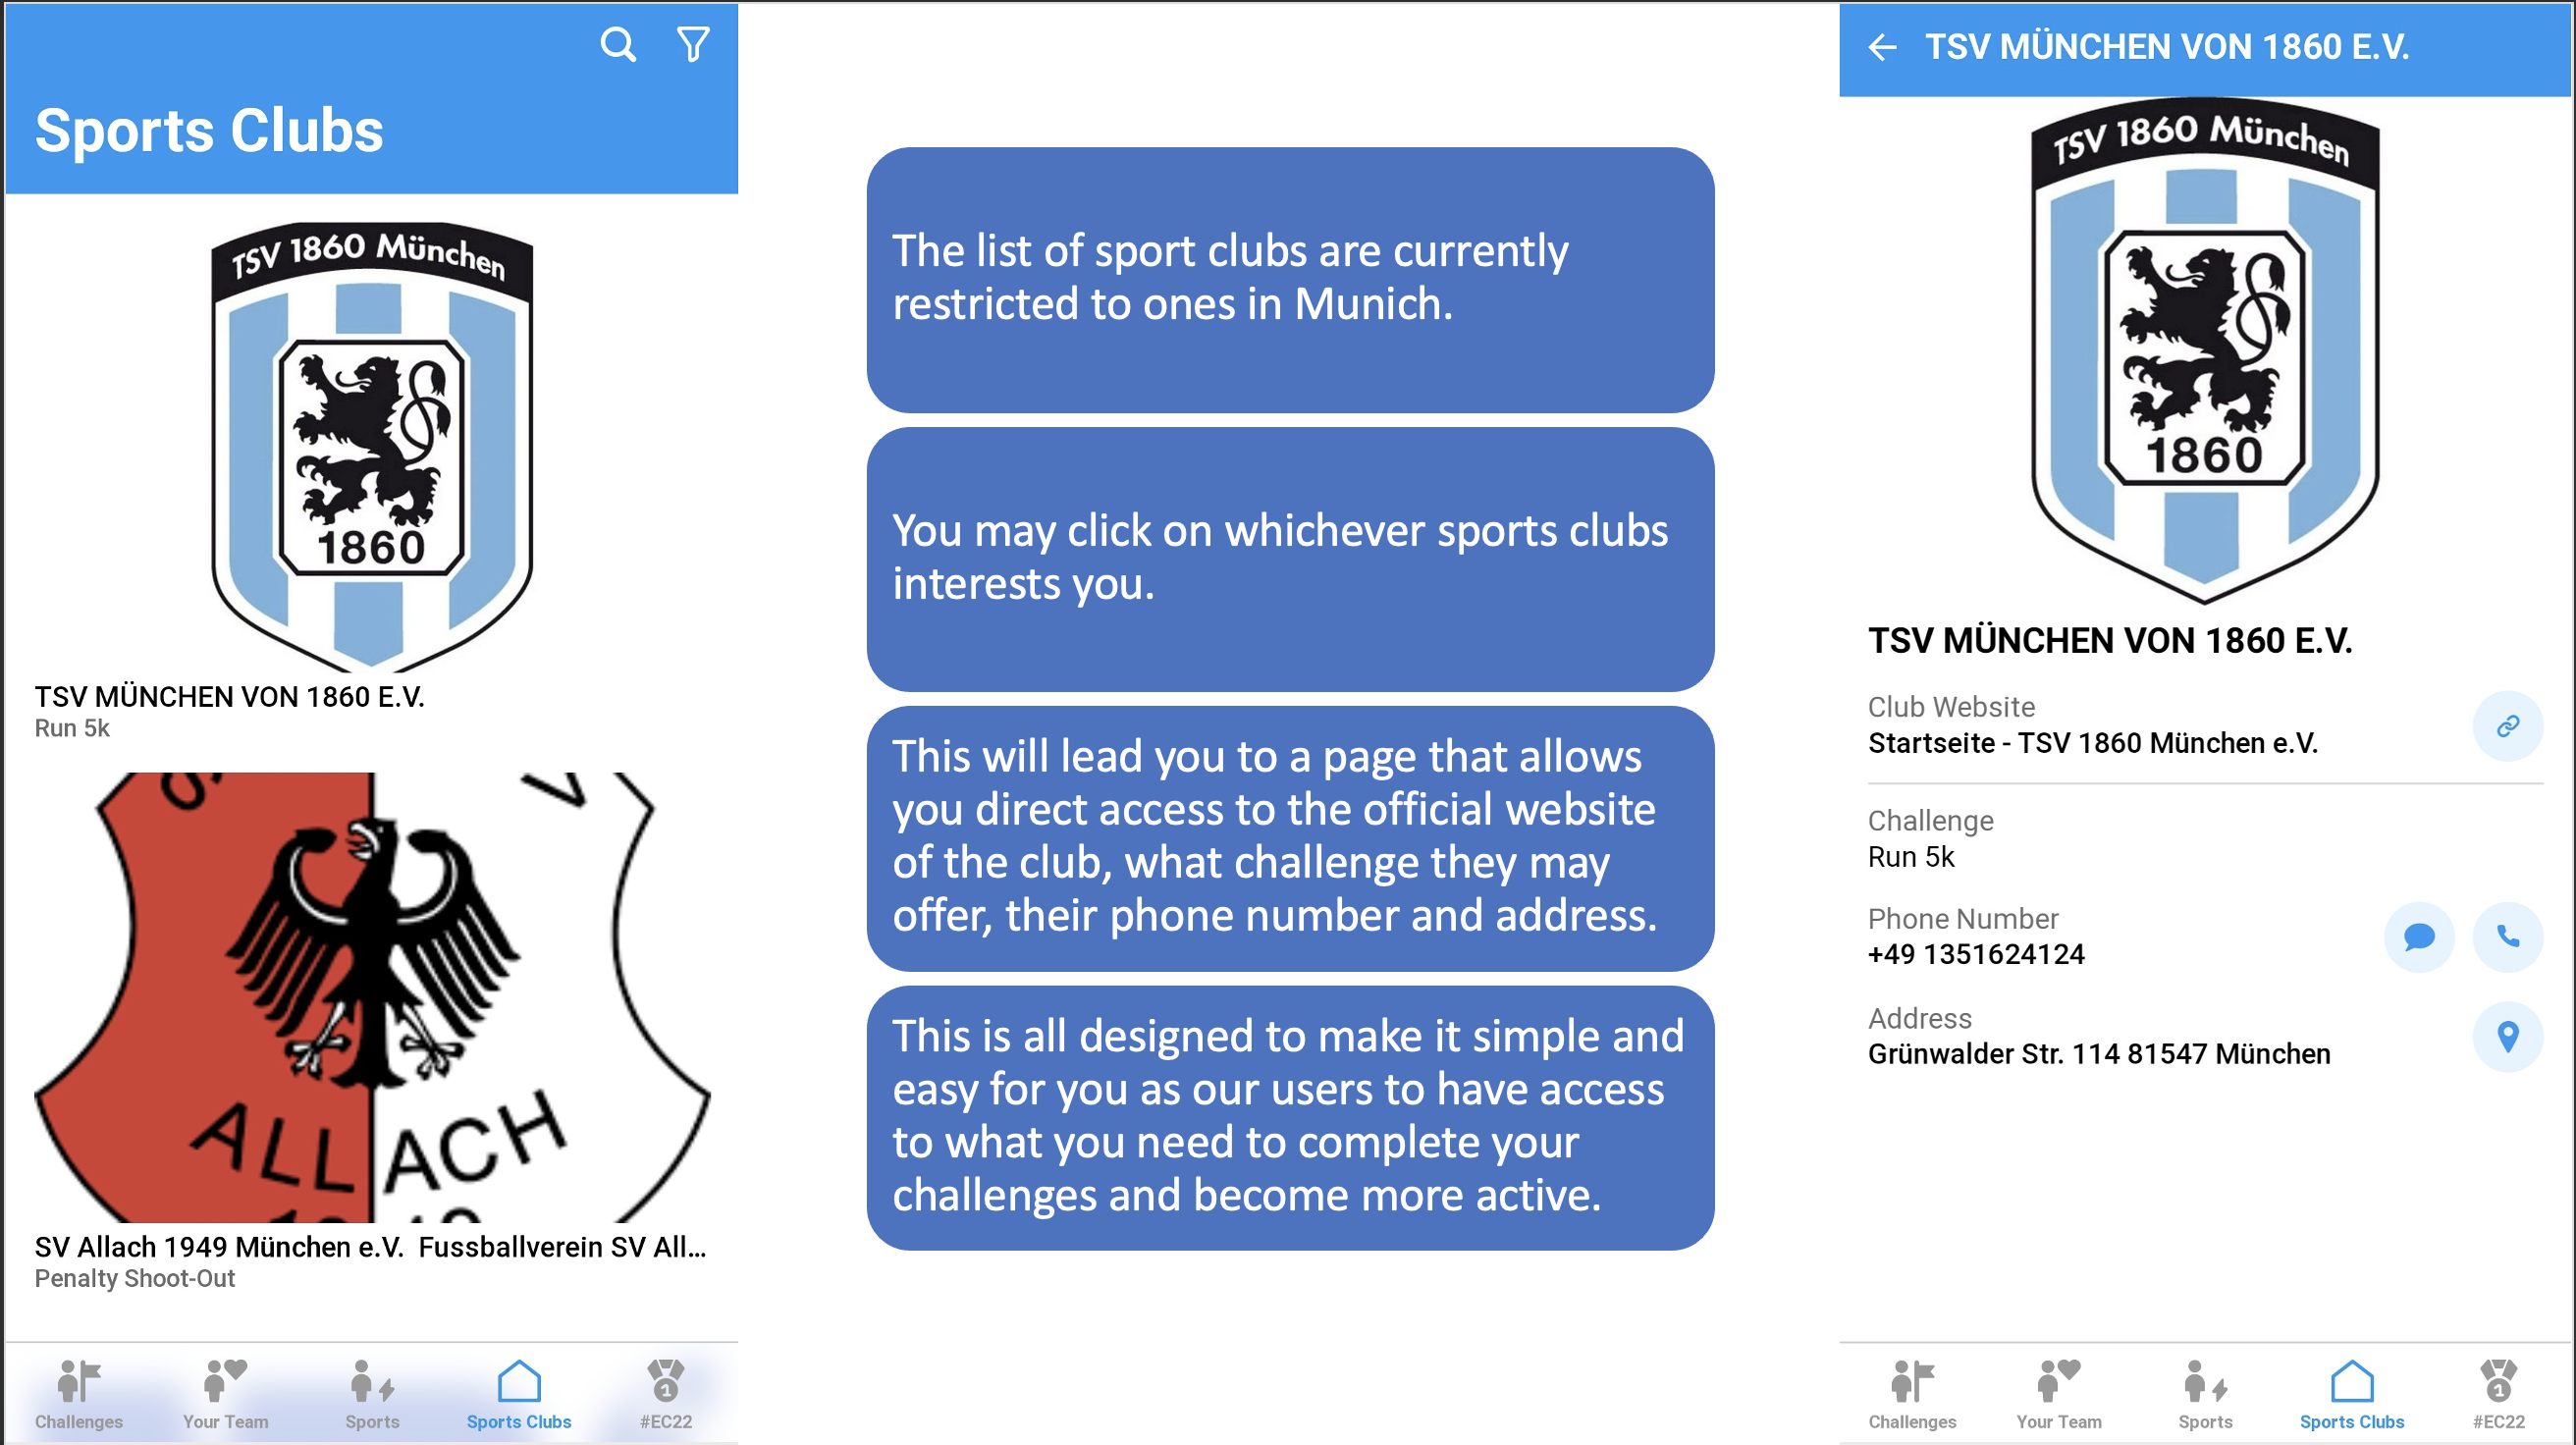 Sports Clubs
TSV 1860 München
1860
TSV MÜNCHEN VON 1860 E.V.
Run 5k
ALLACH
SV Allach 1949 München e.V.  Fussballverein SV All...
Penalty Shoot-Out
Challenges
Your Team
Sports
Sports Clubs
1
#EC22
The list of sport clubs are currently
restricted to ones in Munich.
You may click on whichever sports clubs
interests you.
This will lead you to a page that allows
you direct access to the official website
of the club, what challenge they may
offer, their phone number and address.
This is all designed to make it simple and
easy for you as our users to have access
to what you need to complete your
challenges and become more active.
TSV MÜNCHEN VON 1860 E.V.
TSV 1860 München
1860
TSV MÜNCHEN VON 1860 E.V.
Club Website
Startseite - TSV 1860 München e.V.
Challenge
Run 5k
Phone Number
+49 1351624124
Address
Grünwalder Str. 114 81547 München
Challenges
Your Team
Sports
Sports Clubs
1
#EC22